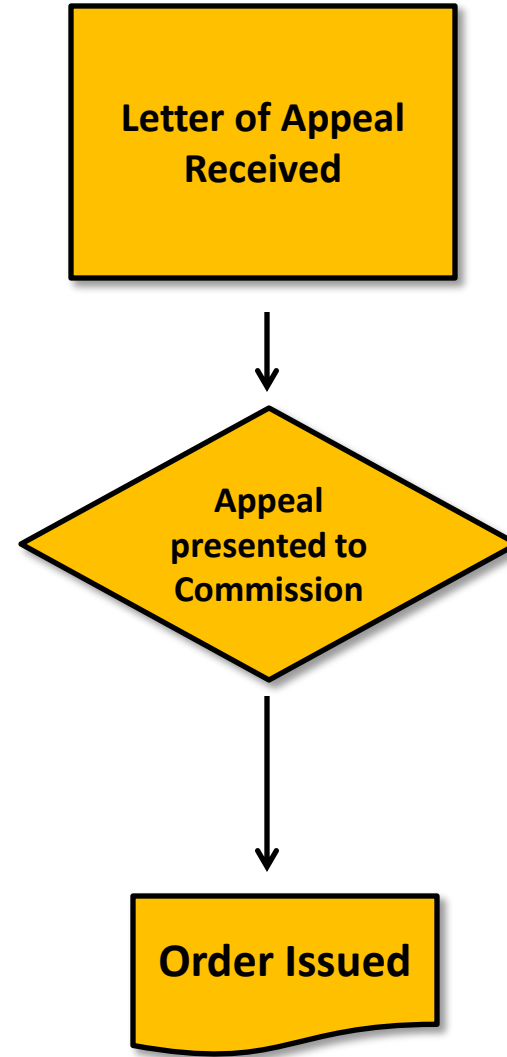 Letter of Appeal
Received
Appeal
presented to
Commission
Order Issued